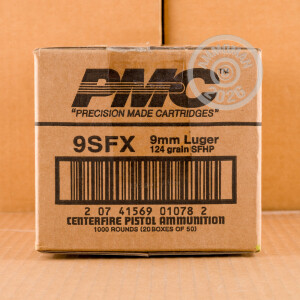 PMC™
"PRECISION MADE CARTRIDGES"
9SFX 9mm Luger
124 grain SFHP
2 07 41569 01078 2
CENTERFIRE PISTOL AMMUNITION
1000 ROUNDS (20 BOXES OF 50)